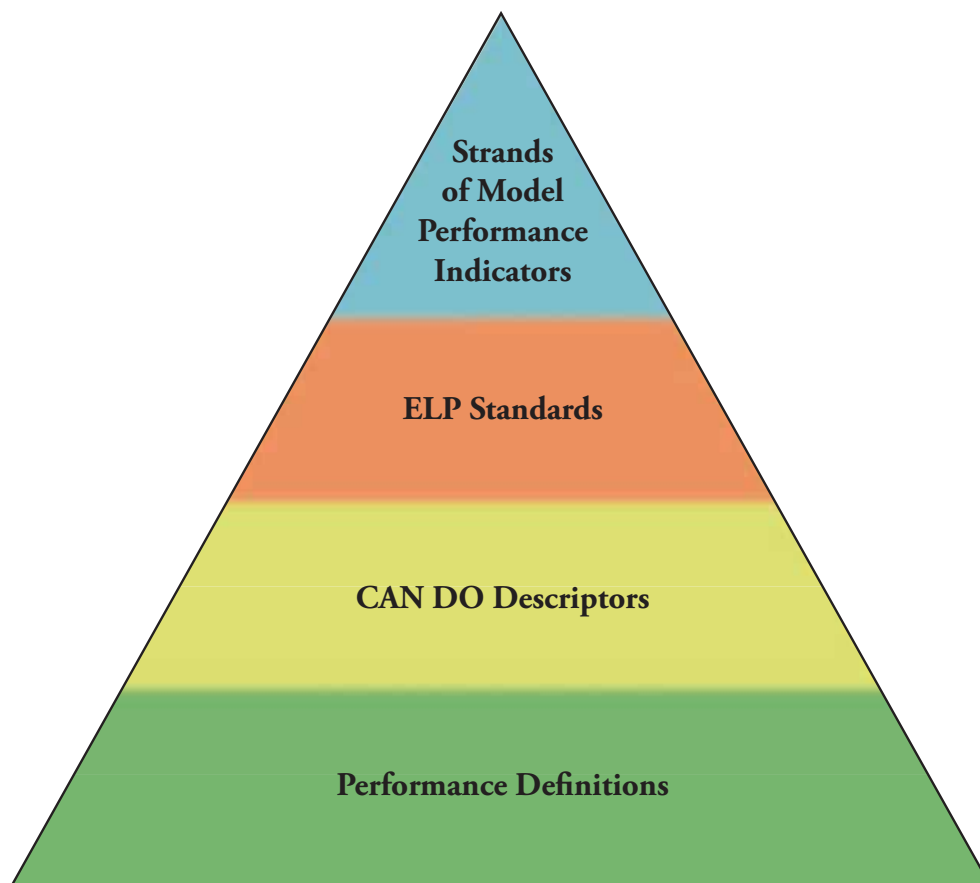 Strands
of Model
Performance
Indicators
ELP Standards
CAN DO Descriptors
Performance Definitions